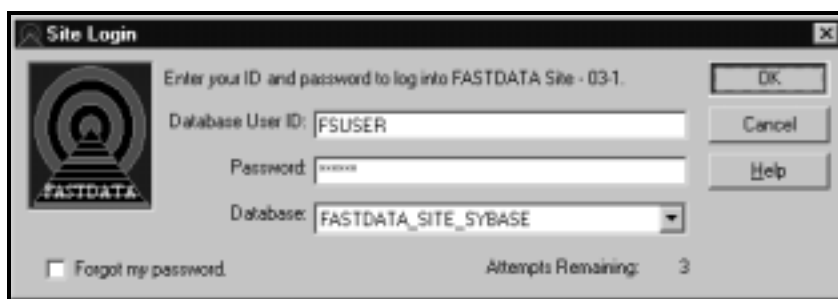 Site Login
Enter your ID and password to log into FASTDATA Site - 03-1.
OK
Database User ID: FSUSER
Cancel
Password: ******
Help
FASTDATA
Database: FASTDATA_SITE_SYBASE
Forgot my password.
Attempts Remaining: 3